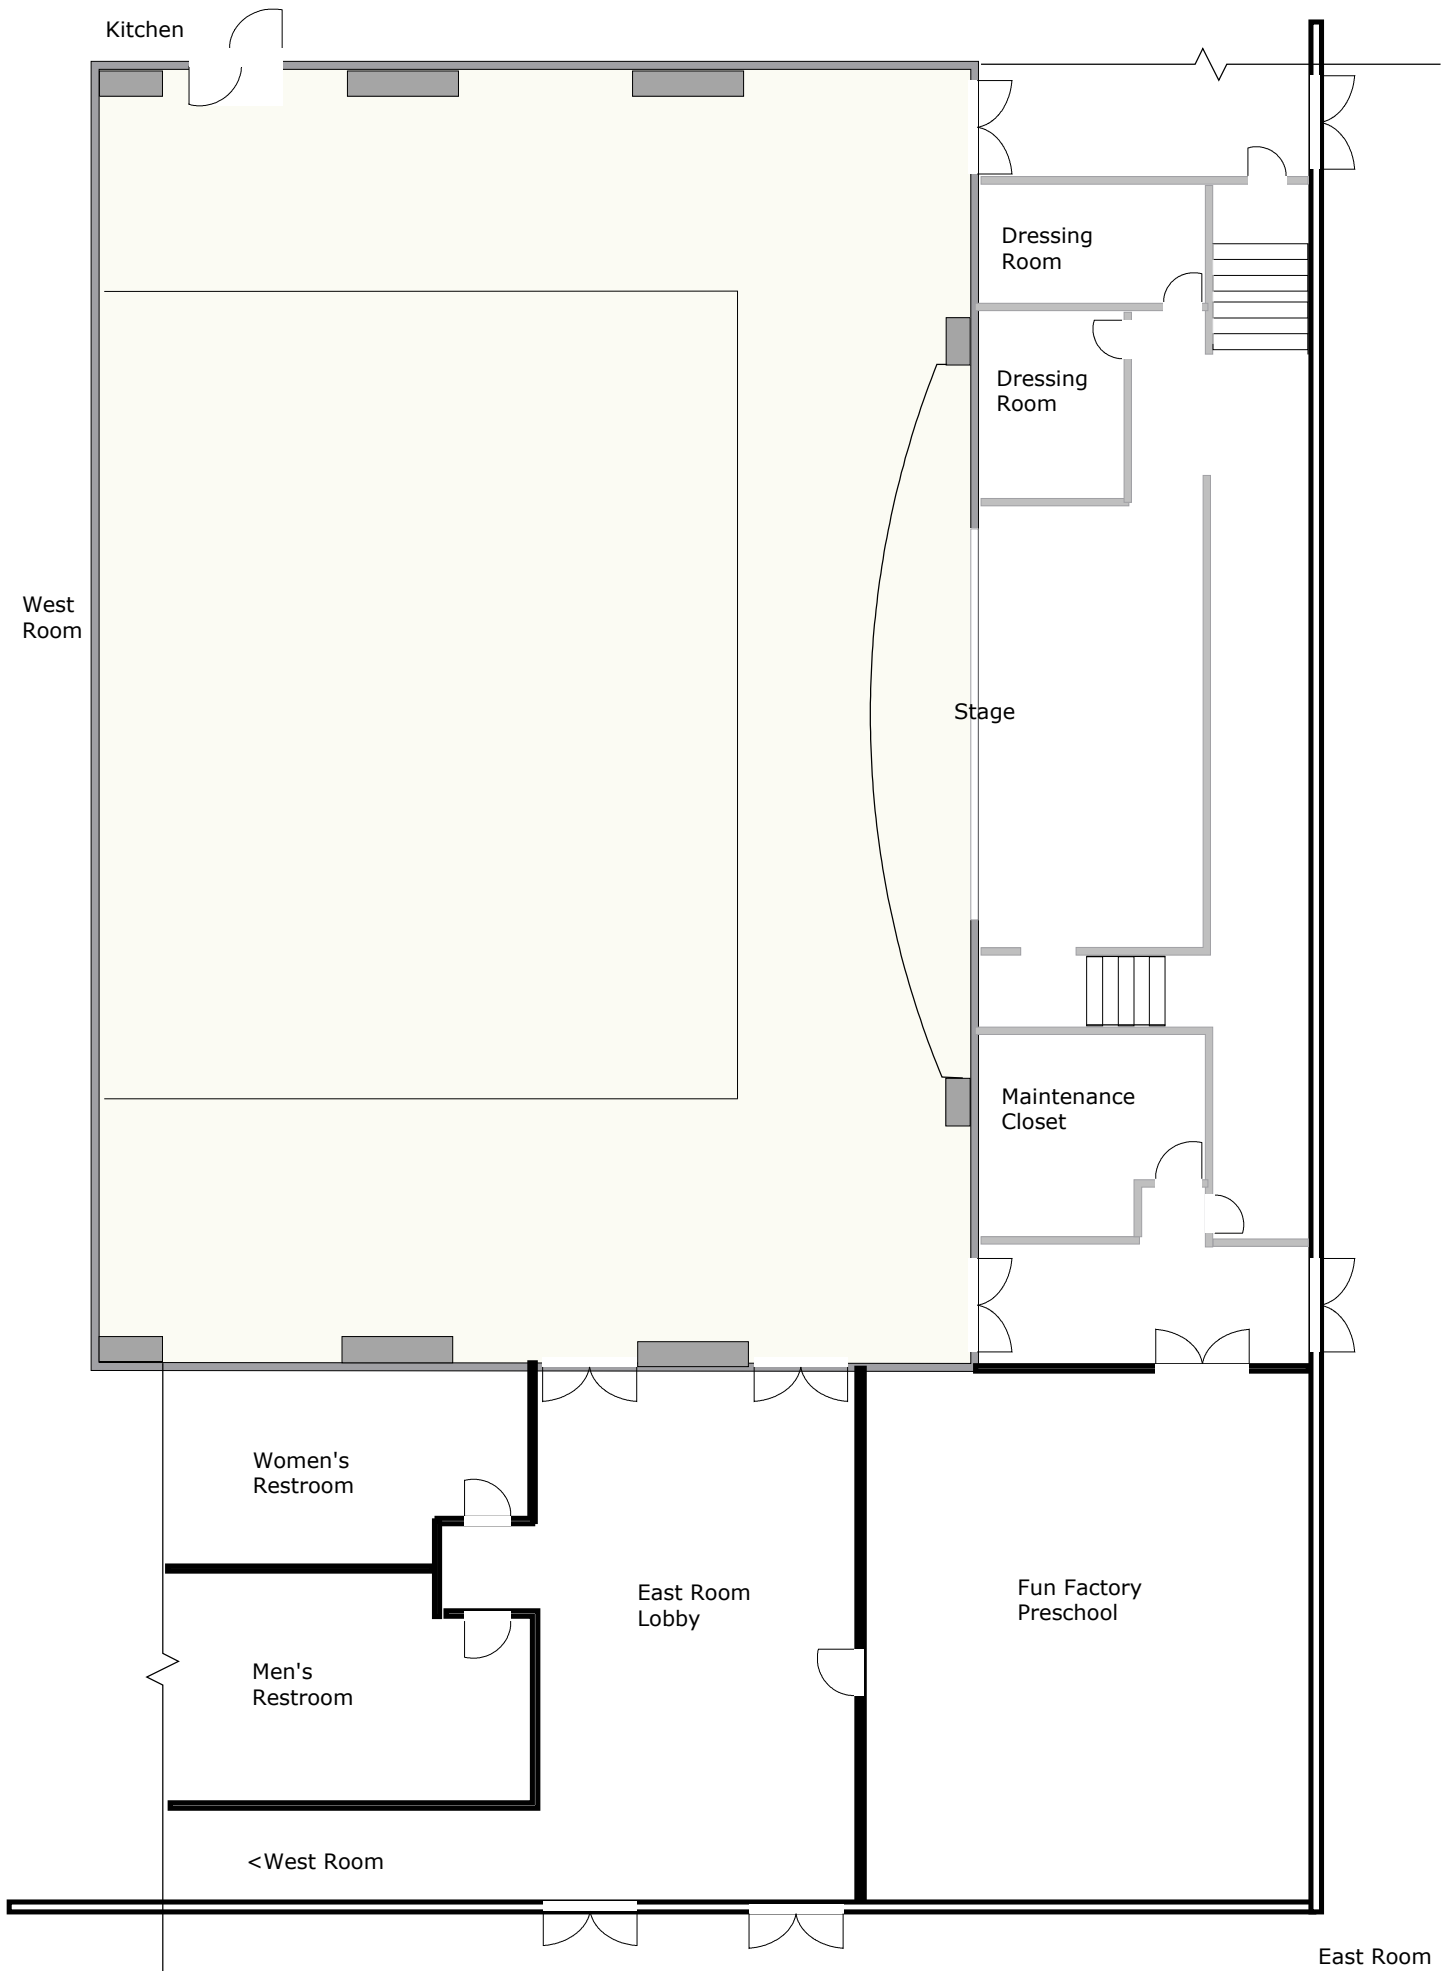 Kitchen
Dressing
Room
Dressing
Room
West
Room
Stage
Maintenance
Closet
Women's
Restroom
East Room
Lobby
Fun Factory
Preschool
Men's
Restroom
<West Room
East Room